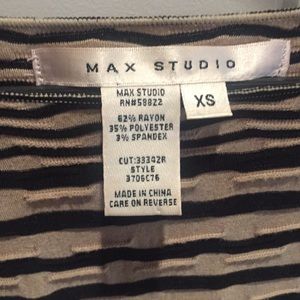 MAX STUDIO
XS
MAX STUDIO
RN#58822
62% RAYON
35% POLYESTER
3% SPANDEX
CUT:33342R
STYLE
3706C76
MADE IN CHINA
CARE ON REVERSE